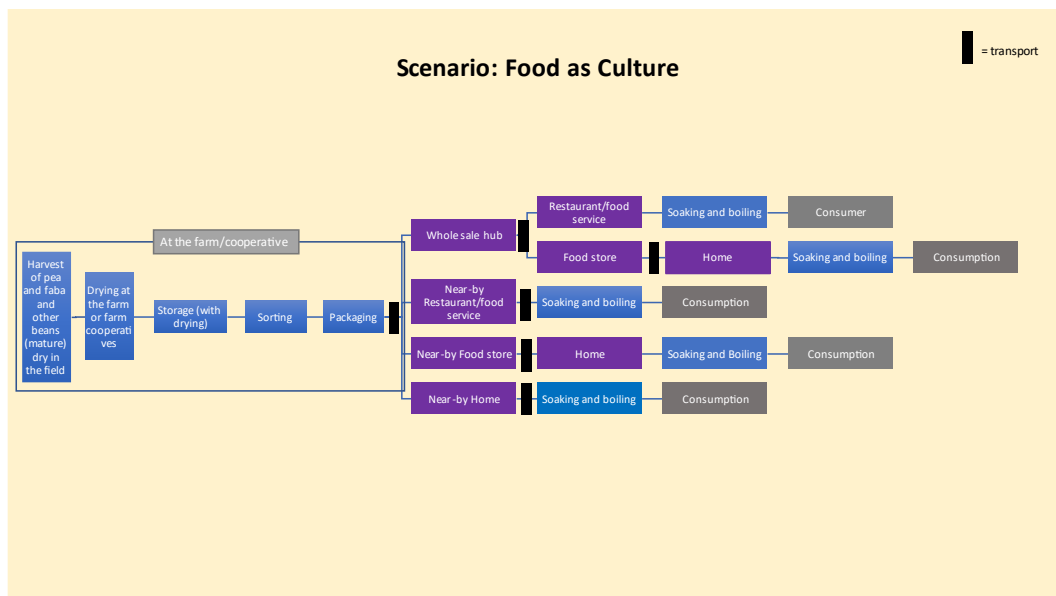 = transport
Scenario: Food as Culture
At the farm/cooperative
Harvest
of pea
and faba
and
other
beans
(mature)
dry in
the field
Drying at
the farm
or farm
cooperati
ves
Storage (with
drying)
Sorting
Packaging
Whole sale hub
Restaurant/food
service
Soaking and boiling
Consumer
Food store
Home
Soaking and boiling
Consumption
Near-by
Restaurant/food
service
Soaking and boiling
Consumption
Near-by Food store
Home
Soaking and Boiling
Consumption
Near-by Home
Soaking and boiling
Consumption